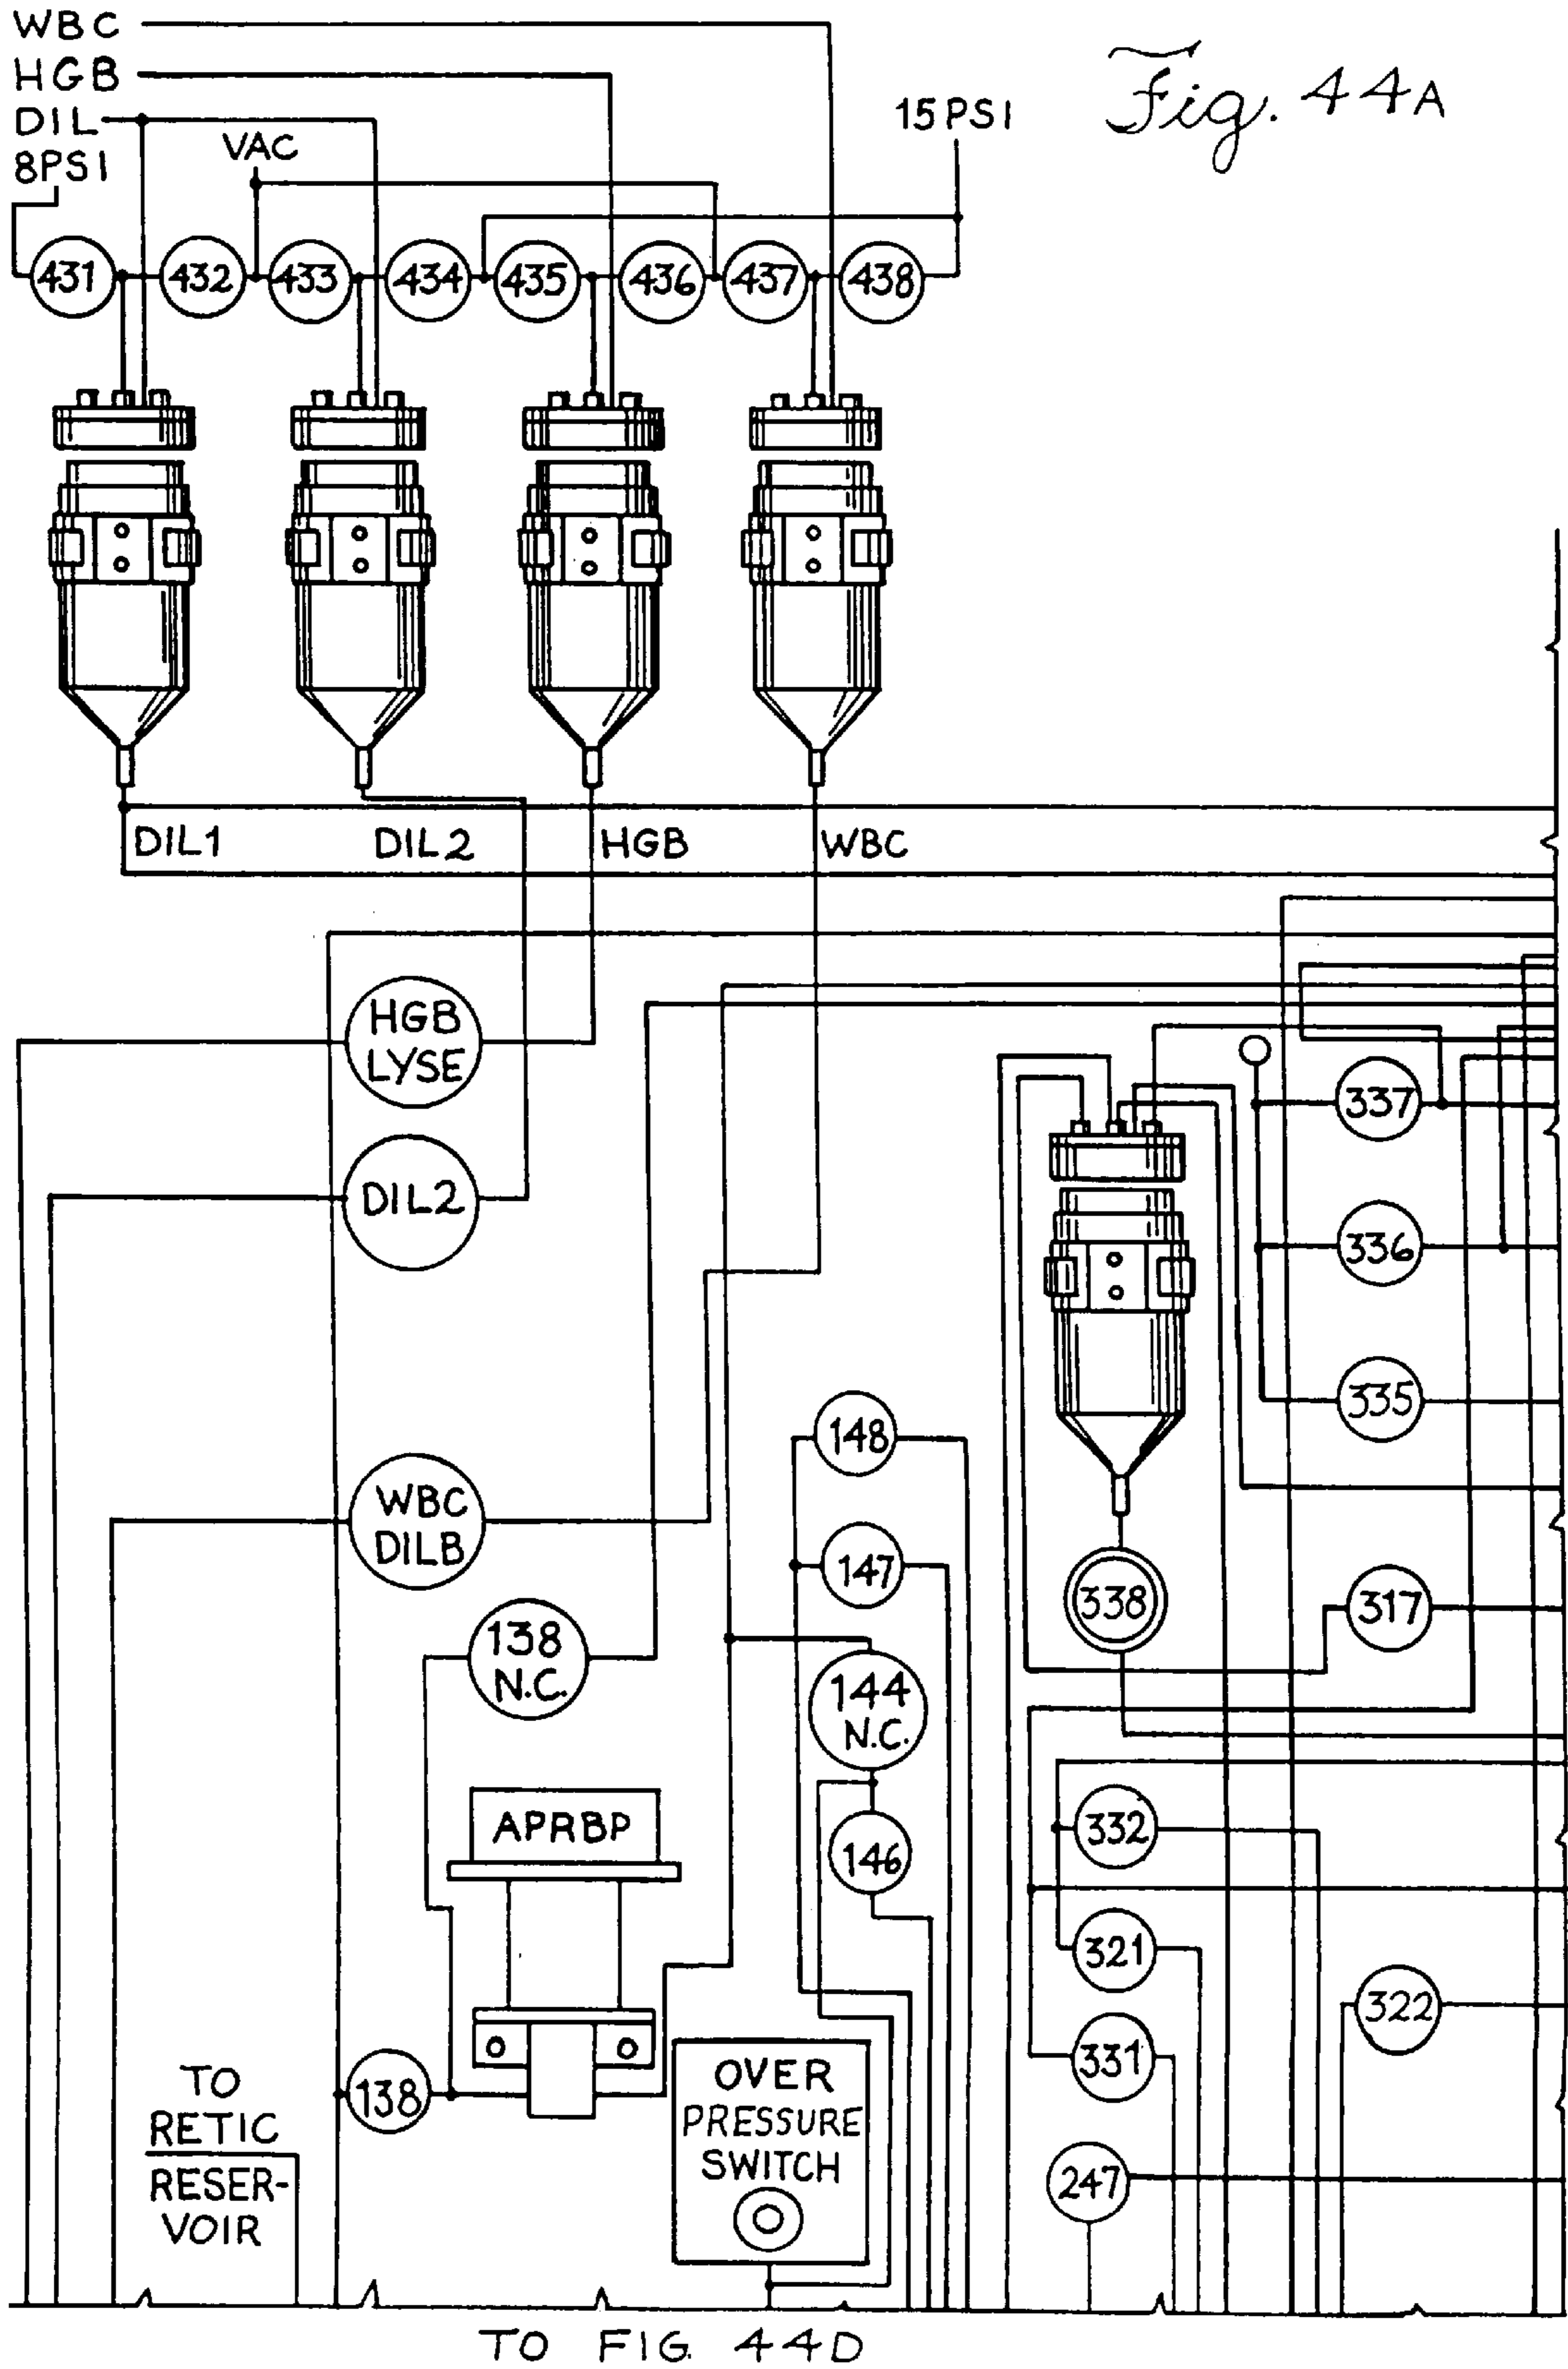 WBC
HGB
DIL
8PSI
VAC
15 PSI
Fig. 44A
431
432
433
434
435
436
437
438
DIL1
DIL2
HGB
WBC
HGB
LYSE
DIL2
WBC
DILB
138
N.C.
APRBP
138
TO
RETIC
RESER-
VOIR
OVER
PRESSURE
SWITCH
148
147
144
N.C.
146
337
336
335
338
317
332
321
331
322
247
TO FIG. 44D